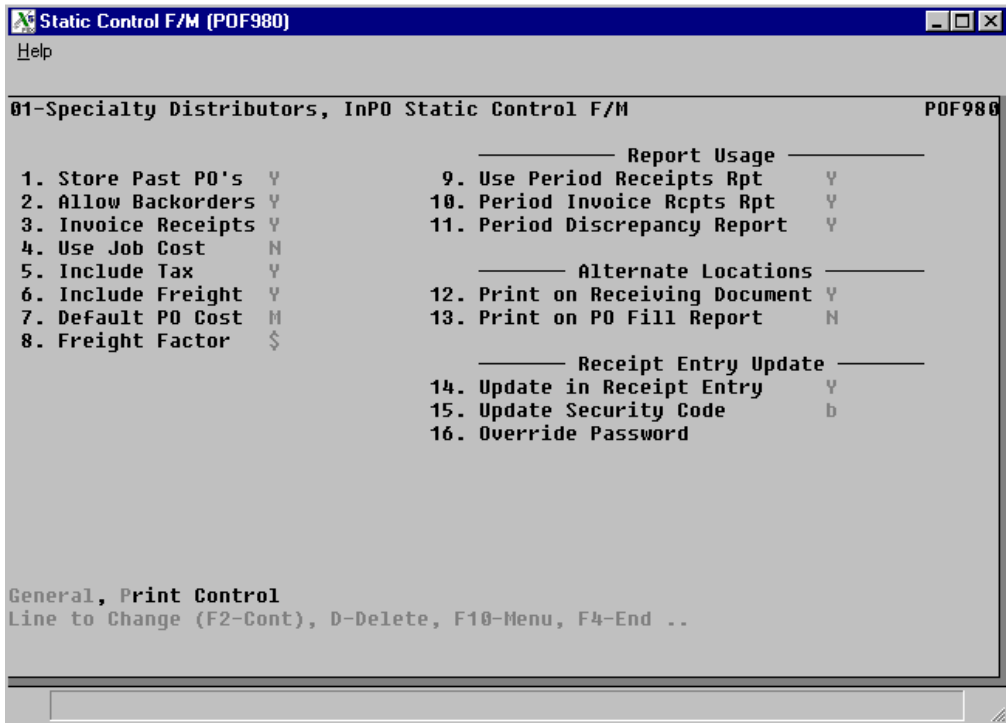 Static Control F/M (POF980)
Help
01-Specialty Distributors, InPO Static Control F/M POF980
Report Usage
1. Store Past PO's Y 9. Use Period Receipts Rpt Y
2. Allow Backorders Y 10. Period Invoice Rcpts Rpt Y
3. Invoice Receipts Y 11. Period Discrepancy Report Y
4. Use Job Cost N
5. Include Tax Y Alternate Locations
6. Include Freight Y 12. Print on Receiving Document Y
7. Default PO Cost M 13. Print on PO Fill Report N
8. Freight Factor $
Receipt Entry Update
14. Update in Receipt Entry Y
15. Update Security Code b
16. Override Password
General, Print Control
Line to Change (F2-Cont), D-Delete, F10-Menu, F4-End ..